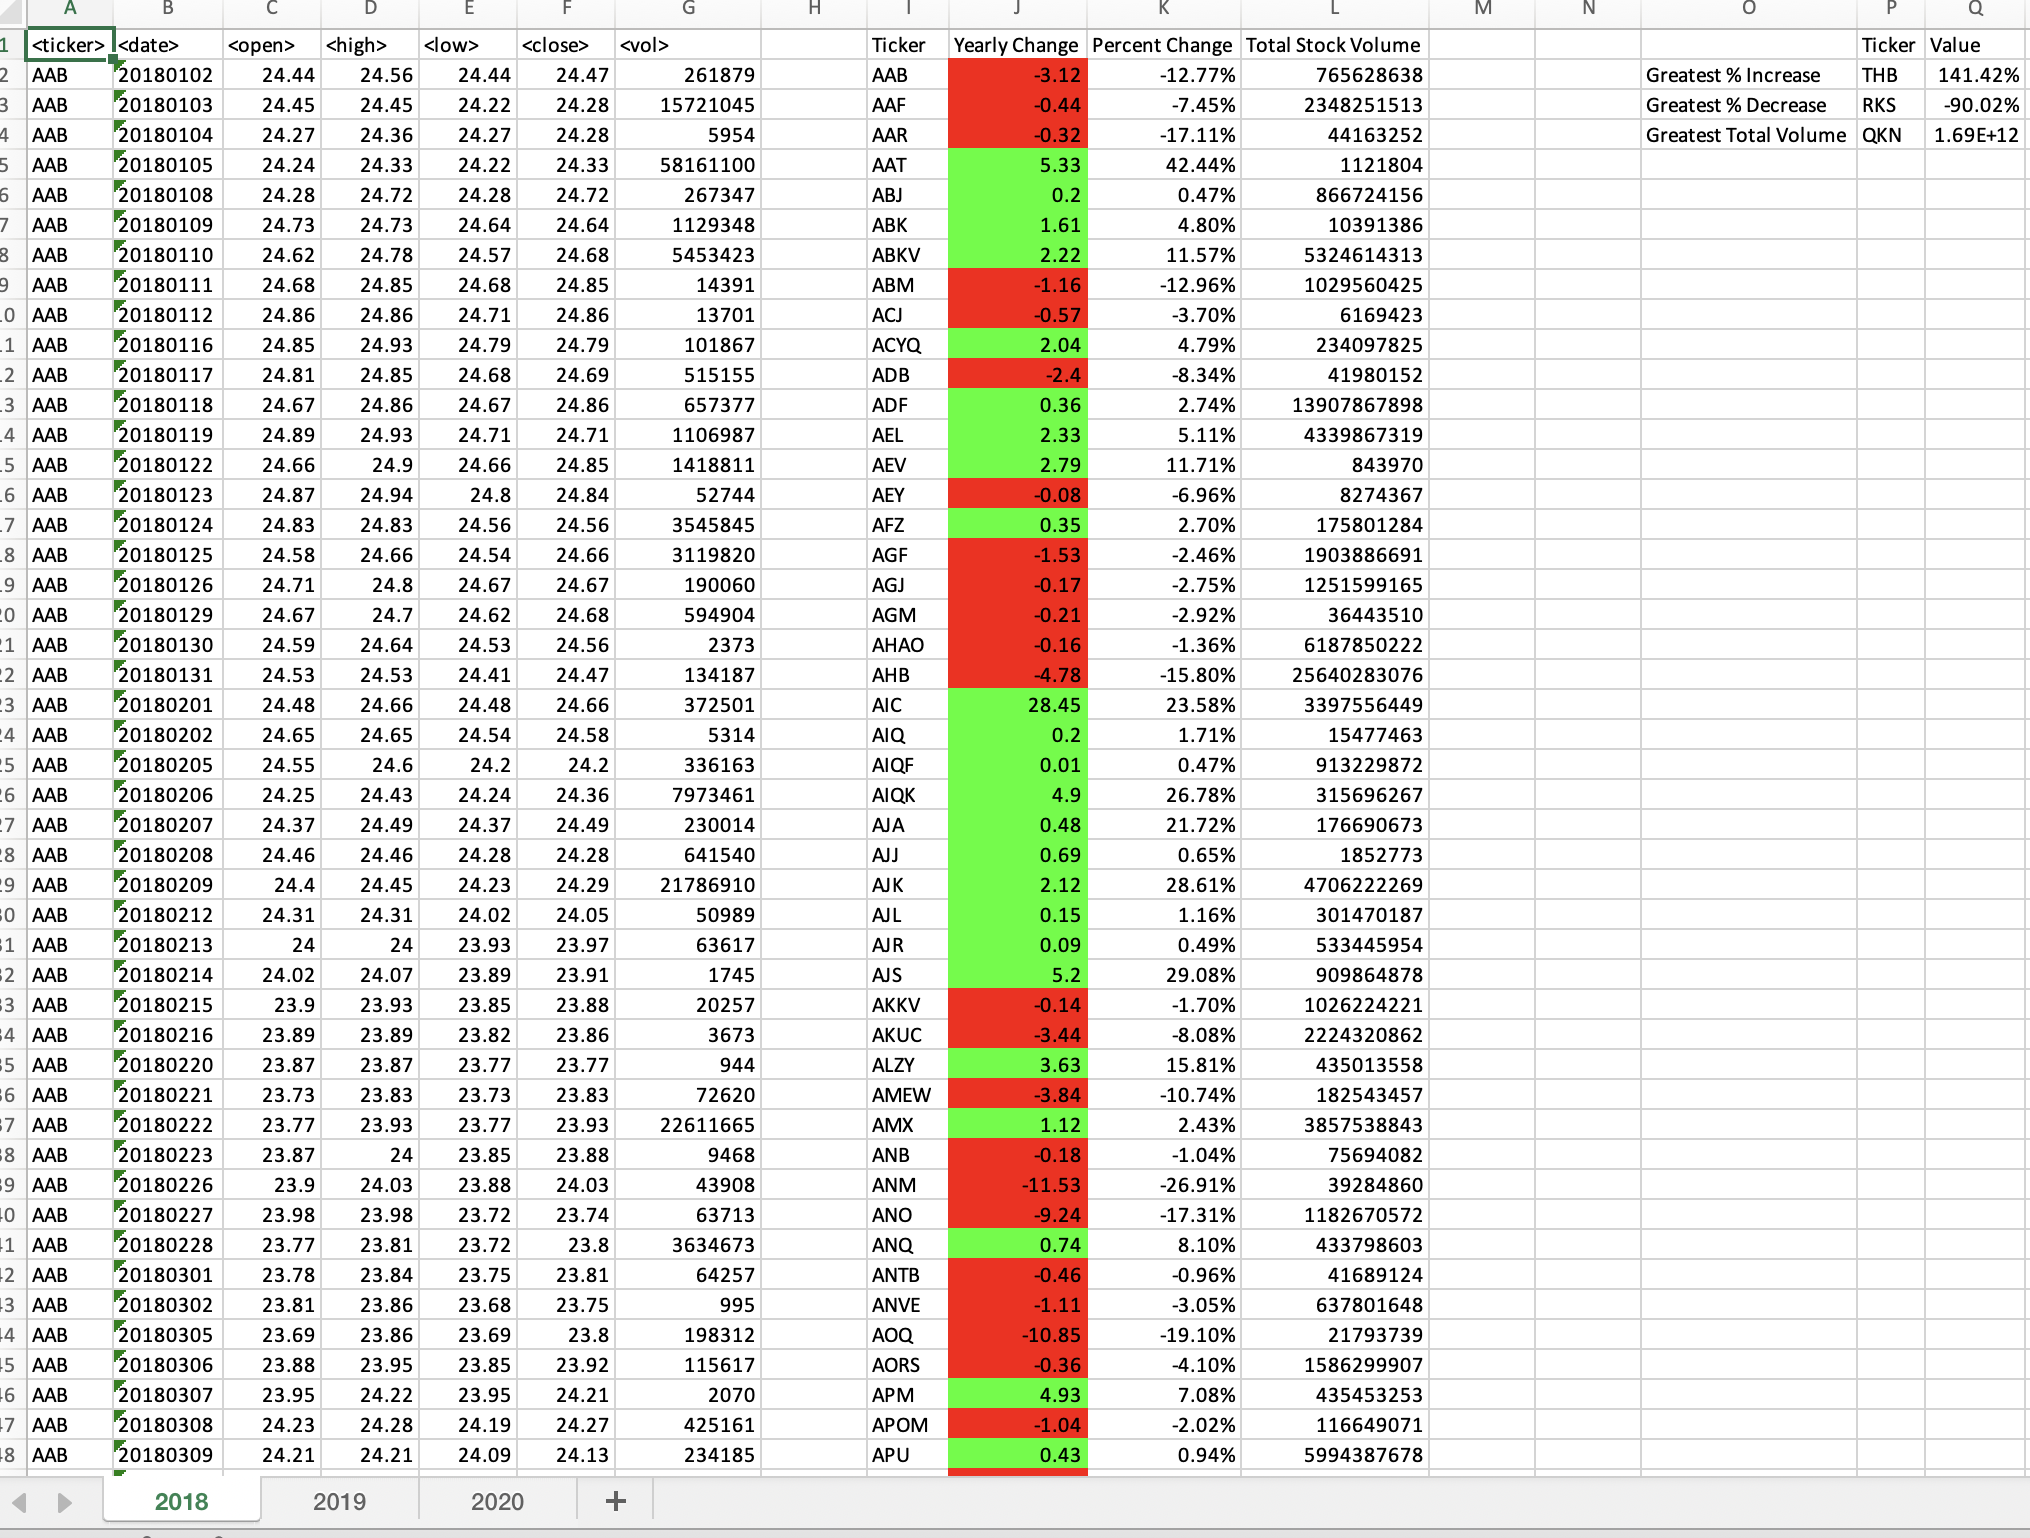 A B C D E F G H I J K L M N O P Q
1 <ticker> <date> <open> <high> <low> <close> <vol> Ticker Yearly Change Percent Change Total Stock Volume Ticker Value
2 AAB 20180102 24.44 24.56 24.44 24.47 261879 AAB -3.12 -12.77% 765628638 Greatest % Increase THB 141.42%
3 AAB 20180103 24.45 24.45 24.22 24.28 15721045 AAF -0.44 -7.45% 2348251513 Greatest % Decrease RKS -90.02%
4 AAB 20180104 24.27 24.36 24.27 24.28 5954 AAR -0.32 -17.11% 44163252 Greatest Total Volume QKN 1.69E+12
5 AAB 20180105 24.24 24.33 24.22 24.33 58161100 AAT 5.33 42.44% 1121804
6 AAB 20180108 24.28 24.72 24.28 24.72 267347 ABJ 0.2 0.47% 866724156
7 AAB 20180109 24.73 24.73 24.64 24.64 1129348 ABK 1.61 4.80% 10391386
8 AAB 20180110 24.62 24.78 24.57 24.68 5453423 ABKV 2.22 11.57% 5324614313
9 AAB 20180111 24.68 24.85 24.68 24.85 14391 ABM -1.16 -12.96% 1029560425
0 AAB 20180112 24.86 24.86 24.71 24.86 13701 ACJ -0.57 -3.70% 6169423
1 AAB 20180116 24.85 24.93 24.79 24.79 101867 ACYQ 2.04 4.79% 234097825
2 AAB 20180117 24.81 24.85 24.68 24.69 515155 ADB -2.4 -8.34% 41980152
3 AAB 20180118 24.67 24.86 24.67 24.86 657377 ADF 0.36 2.74% 13907867898
4 AAB 20180119 24.89 24.93 24.71 24.71 1106987 AEL 2.33 5.11% 4339867319
5 AAB 20180122 24.66 24.9 24.66 24.85 1418811 AEV 2.79 11.71% 843970
6 AAB 20180123 24.87 24.94 24.8 24.84 52744 AEY -0.08 -6.96% 8274367
7 AAB 20180124 24.83 24.83 24.56 24.56 3545845 AFZ 0.35 2.70% 175801284
8 AAB 20180125 24.58 24.66 24.54 24.66 3119820 AGF -1.53 -2.46% 1903886691
9 AAB 20180126 24.71 24.8 24.67 24.67 190060 AGJ -0.17 -2.75% 1251599165
0 AAB 20180129 24.67 24.7 24.62 24.68 594904 AGM -0.21 -2.92% 36443510
1 AAB 20180130 24.59 24.64 24.53 24.56 2373 AHAO -0.16 -1.36% 6187850222
2 AAB 20180131 24.53 24.53 24.41 24.47 134187 AHB -4.78 -15.80% 25640283076
3 AAB 20180201 24.48 24.66 24.48 24.66 372501 AIC 28.45 23.58% 3397556449
4 AAB 20180202 24.65 24.65 24.54 24.58 5314 AIQ 0.2 1.71% 15477463
5 AAB 20180205 24.55 24.6 24.2 24.2 336163 AIQF 0.01 0.47% 913229872
6 AAB 20180206 24.25 24.43 24.24 24.36 7973461 AIQK 4.9 26.78% 315696267
7 AAB 20180207 24.37 24.49 24.37 24.49 230014 AJA 0.48 21.72% 176690673
8 AAB 20180208 24.46 24.46 24.28 24.28 641540 AJJ 0.69 0.65% 1852773
9 AAB 20180209 24.4 24.45 24.23 24.29 21786910 AJK 2.12 28.61% 4706222269
0 AAB 20180212 24.31 24.31 24.02 24.05 50989 AJL 0.15 1.16% 301470187
1 AAB 20180213 24 24 23.93 23.97 63617 AJR 0.09 0.49% 533445954
2 AAB 20180214 24.02 24.07 23.89 23.91 1745 AJS 5.2 29.08% 909864878
3 AAB 20180215 23.9 23.93 23.85 23.88 20257 AKKV -0.14 -1.70% 1026224221
4 AAB 20180216 23.89 23.89 23.82 23.86 3673 AKUC -3.44 -8.08% 2224320862
5 AAB 20180220 23.87 23.87 23.77 23.77 944 ALZY 3.63 15.81% 435013558
6 AAB 20180221 23.73 23.83 23.73 23.83 72620 AMEW -3.84 -10.74% 182543457
7 AAB 20180222 23.77 23.93 23.77 23.93 22611665 AMX 1.12 2.43% 3857538843
8 AAB 20180223 23.87 24 23.85 23.88 9468 ANB -0.18 -1.04% 75694082
9 AAB 20180226 23.9 24.03 23.88 24.03 43908 ANM -11.53 -26.91% 39284860
0 AAB 20180227 23.98 23.98 23.72 23.74 63713 ANO -9.24 -17.31% 1182670572
1 AAB 20180228 23.77 23.81 23.72 23.8 3634673 ANQ 0.74 8.10% 433798603
2 AAB 20180301 23.78 23.84 23.75 23.81 64257 ANTB -0.46 -0.96% 41689124
3 AAB 20180302 23.81 23.86 23.68 23.75 995 ANVE -1.11 -3.05% 637801648
4 AAB 20180305 23.69 23.86 23.69 23.8 198312 AOQ -10.85 -19.10% 21793739
5 AAB 20180306 23.88 23.95 23.85 23.92 115617 AORS -0.36 -4.10% 1586299907
6 AAB 20180307 23.95 24.22 23.95 24.21 2070 APM 4.93 7.08% 435453253
7 AAB 20180308 24.23 24.28 24.19 24.27 425161 APOM -1.04 -2.02% 116649071
8 AAB 20180309 24.21 24.21 24.09 24.13 234185 APU 0.43 0.94% 5994387678
2018 2019 2020 +